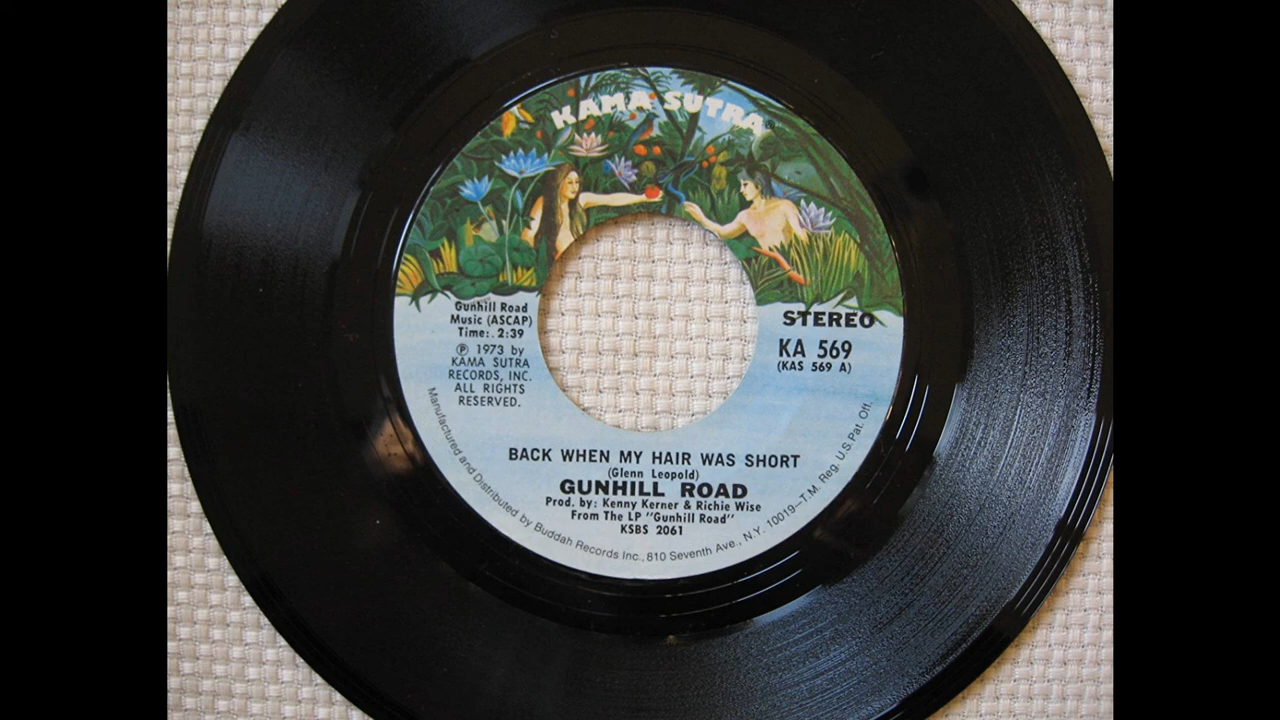 KAMA SUTRA®
Gunhill Road
Music (ASCAP)
Time: 2:39
℗ 1973 by
KAMA SUTRA
RECORDS, INC.
ALL RIGHTS
RESERVED.
STEREO
KA 569
(KAS 569 A)
BACK WHEN MY HAIR WAS SHORT
(Glenn Leopold)
GUNHILL ROAD
Prod. by: Kenny Kerner & Richie Wise
From The LP "Gunhill Road"
KSBS 2061
Manufactured and Distributed by Buddah Records Inc., 810 Seventh Ave., N.Y. 10019—T.M. Reg. U.S. Pat. Off.